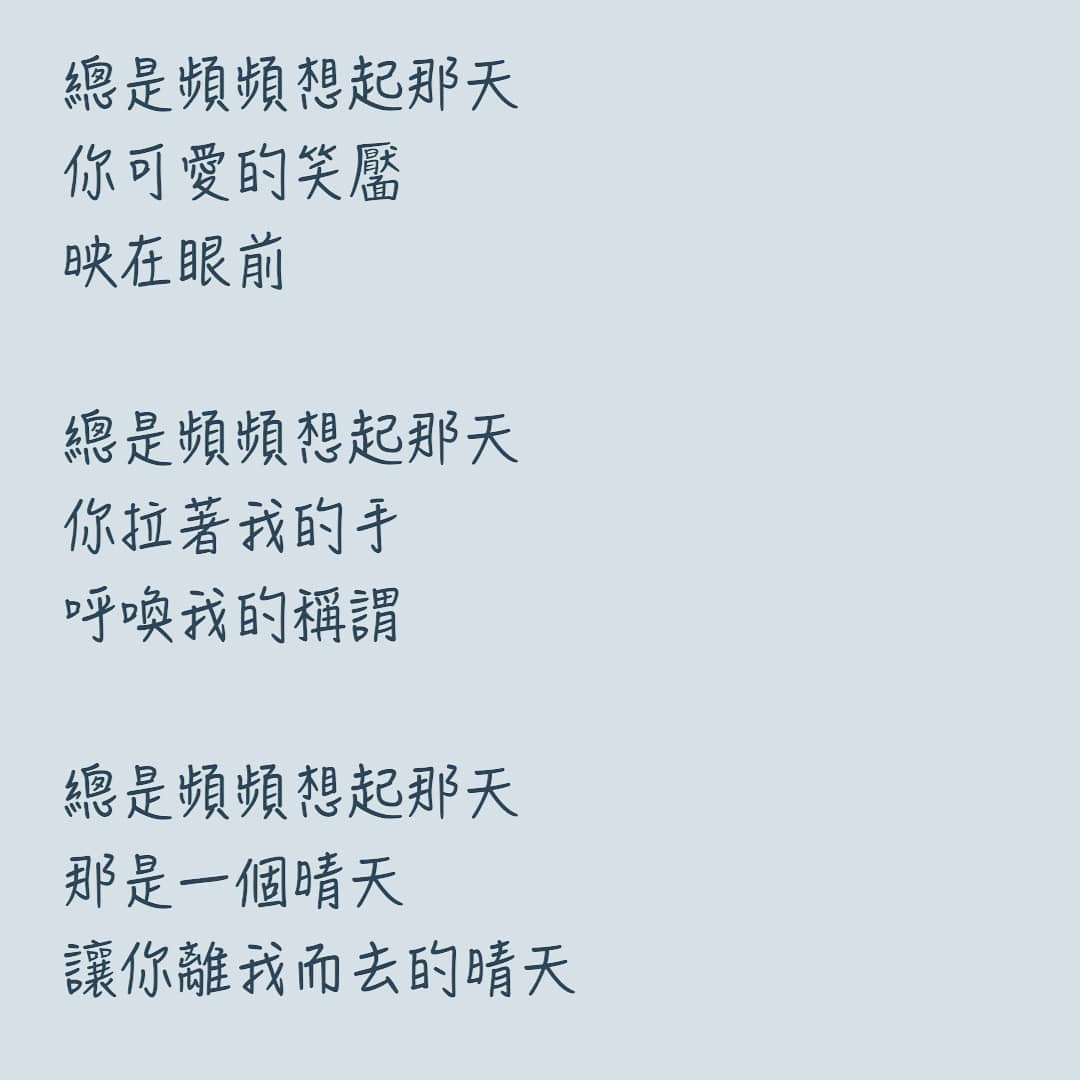 總是頻頻想起那天
你可愛的笑靨
映在眼前
總是頻頻想起那天
你拉著我的手
呼喚我的稱謂
總是頻頻想起那天
那是一個晴天
讓你離我而去的晴天